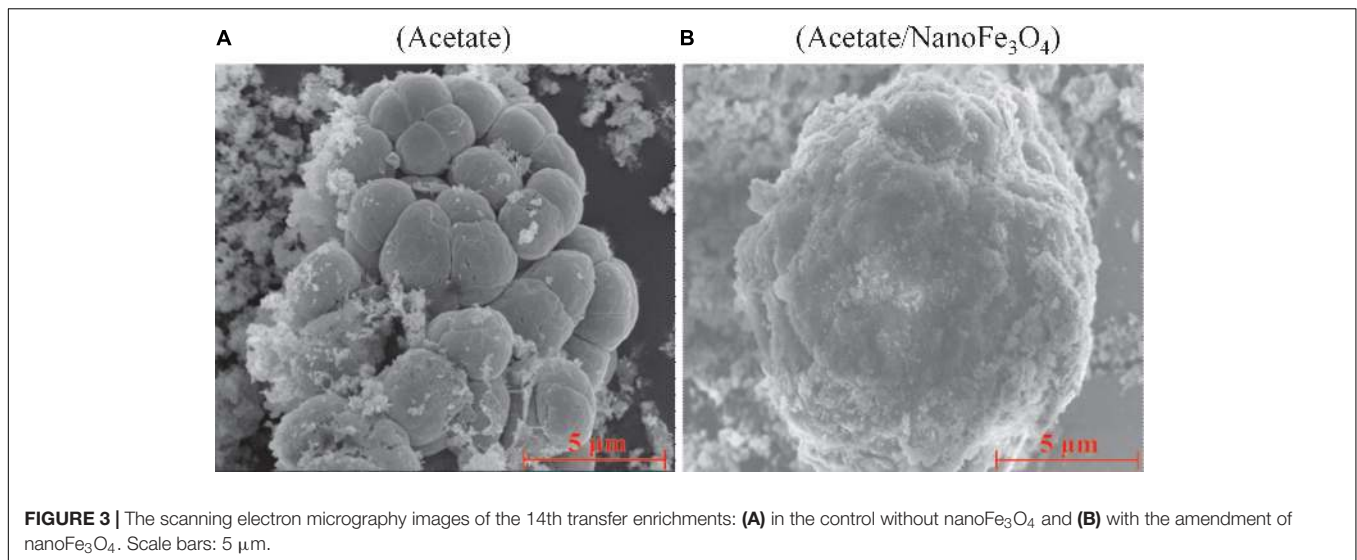 A (Acetate) B (Acetate/NanoFe₃O₄)
5 μm 5 μm
FIGURE 3 | The scanning electron micrography images of the 14th transfer enrichments: (A) in the control without nanoFe₃O₄ and (B) with the amendment of
nanoFe₃O₄. Scale bars: 5 μm.